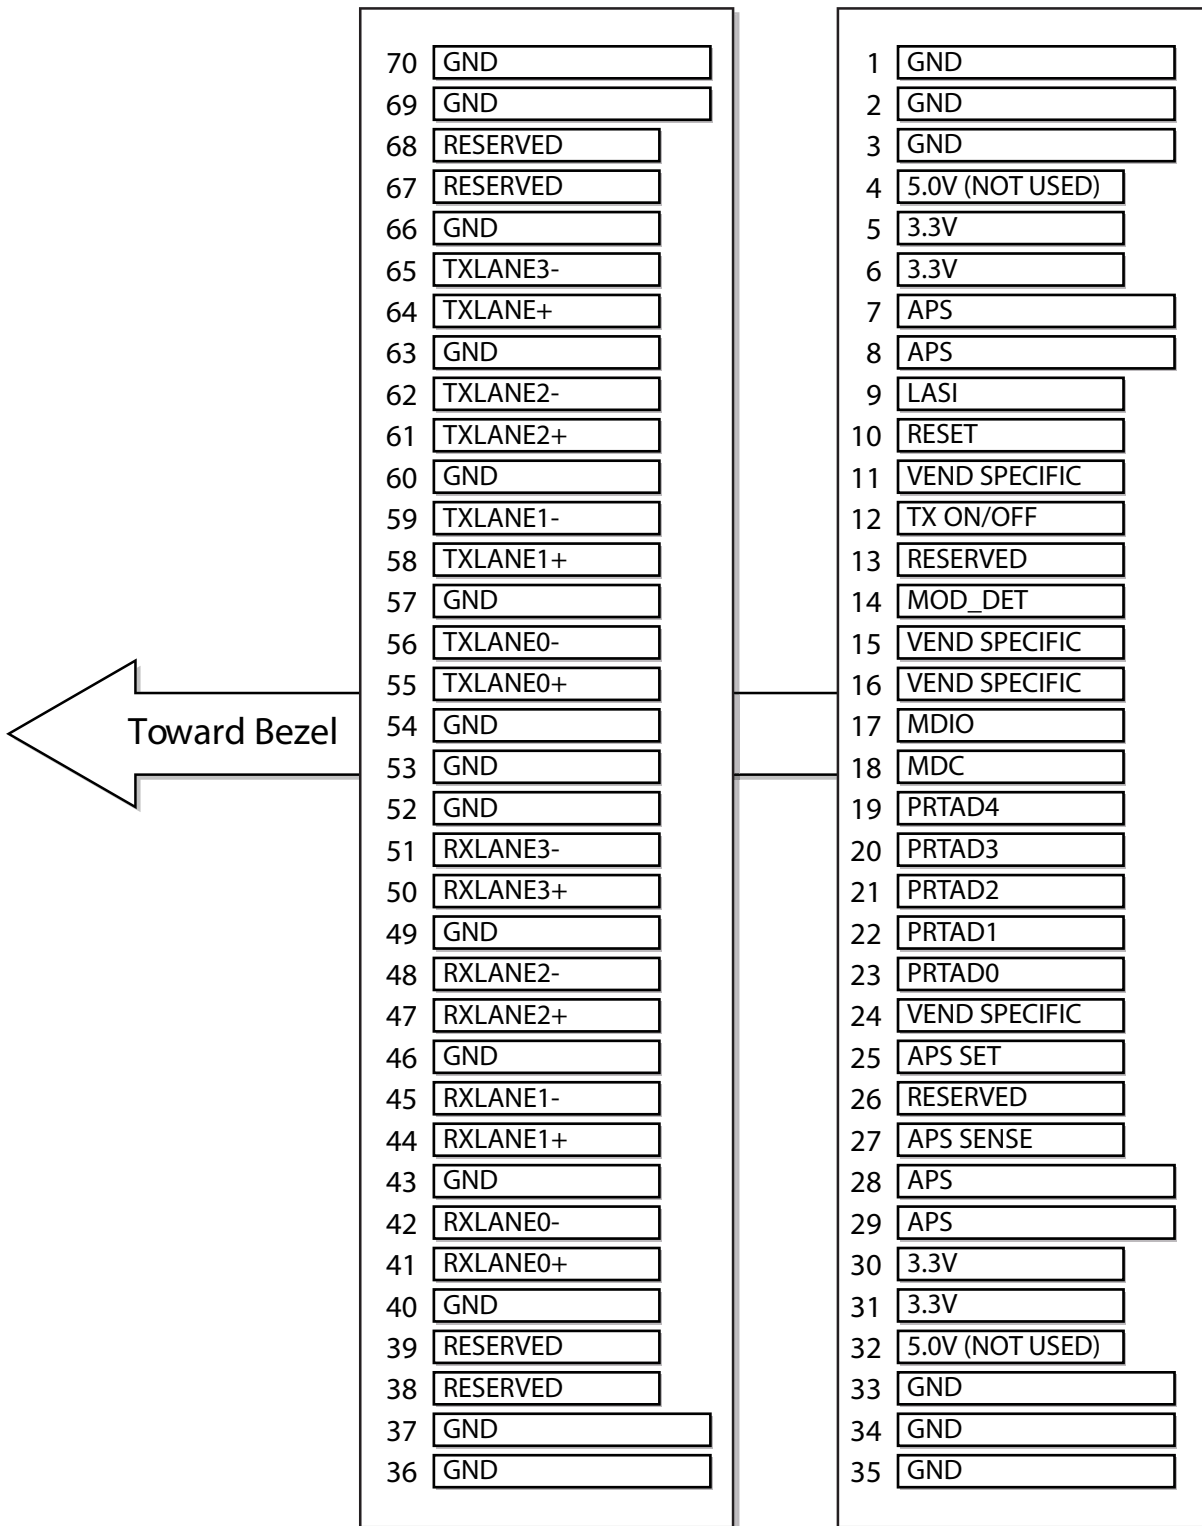 70 GND
69 GND
68 RESERVED
67 RESERVED
66 GND
65 TXLANE3-
64 TXLANE+
63 GND
62 TXLANE2-
61 TXLANE2+
60 GND
59 TXLANE1-
58 TXLANE1+
57 GND
56 TXLANE0-
55 TXLANE0+
54 GND
53 GND
52 GND
51 RXLANE3-
50 RXLANE3+
49 GND
48 RXLANE2-
47 RXLANE2+
46 GND
45 RXLANE1-
44 RXLANE1+
43 GND
42 RXLANE0-
41 RXLANE0+
40 GND
39 RESERVED
38 RESERVED
37 GND
36 GND
1 GND
2 GND
3 GND
4 5.0V (NOT USED)
5 3.3V
6 3.3V
7 APS
8 APS
9 LASI
10 RESET
11 VEND SPECIFIC
12 TX ON/OFF
13 RESERVED
14 MOD_DET
15 VEND SPECIFIC
16 VEND SPECIFIC
17 MDIO
18 MDC
19 PRTAD4
20 PRTAD3
21 PRTAD2
22 PRTAD1
23 PRTAD0
24 VEND SPECIFIC
25 APS SET
26 RESERVED
27 APS SENSE
28 APS
29 APS
30 3.3V
31 3.3V
32 5.0V (NOT USED)
33 GND
34 GND
35 GND
Toward Bezel